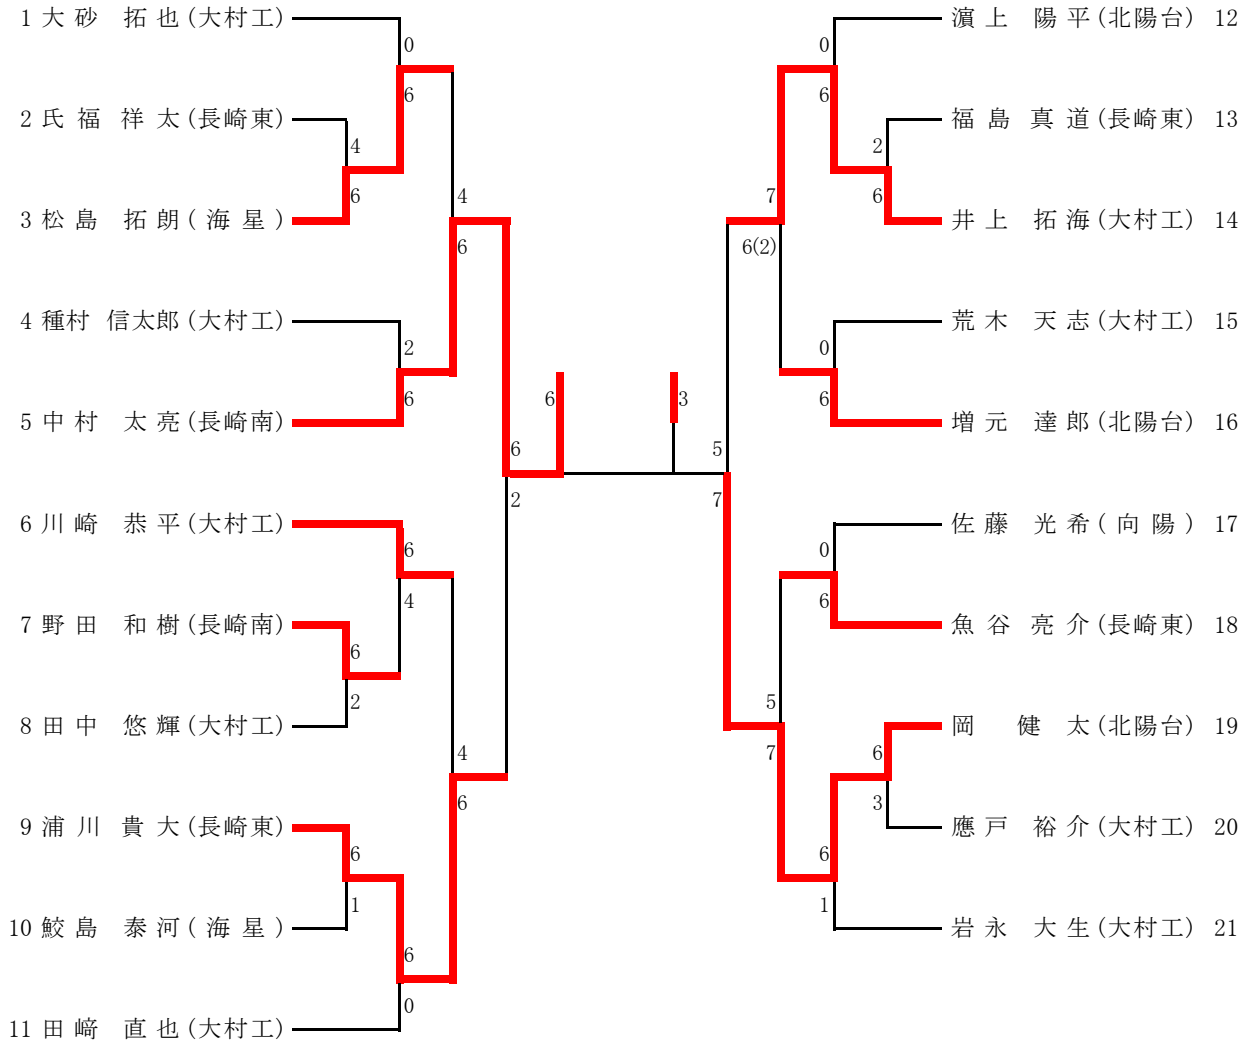 1 大砂 拓也(大村工)
0
6
2 氏福 祥太(長崎東)
4
6
3 松島 拓朗(海星)
4
6
4 種村 信太郎(大村工)
2
6
5 中村 太亮(長崎南)
6
2
6 川崎 恭平(大村工)
6
4
7 野田 和樹(長崎南)
6
2
8 田中 悠輝(大村工)
4
6
9 浦川 貴大(長崎東)
6
1
10 鮫島 泰河(海星)
6
0
11 田﨑 直也(大村工)
6
3
濵上 陽平(北陽台) 12
0
6
福島 真道(長崎東) 13
2
6
井上 拓海(大村工) 14
7
6(2)
荒木 天志(大村工) 15
0
6
増元 達郎(北陽台) 16
5
7
佐藤 光希(向陽) 17
0
6
魚谷 亮介(長崎東) 18
5
7
岡 健太(北陽台) 19
6
3
應戸 裕介(大村工) 20
6
1
岩永 大生(大村工) 21